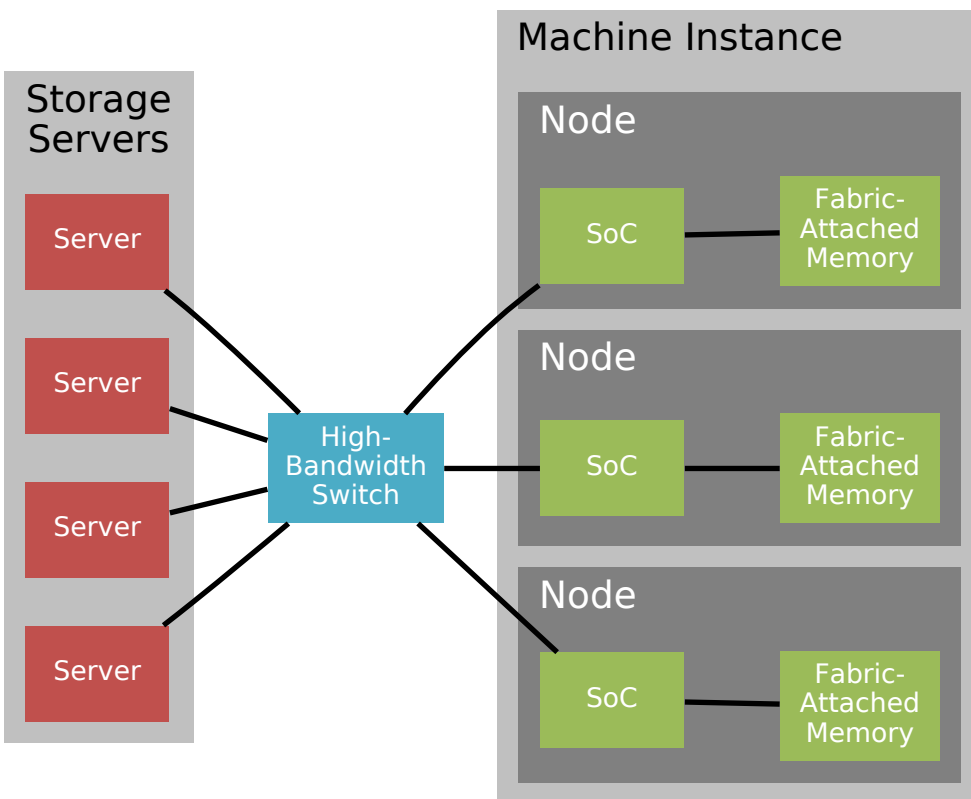 Storage
Servers
Server
Server
Server
Server
High-
Bandwidth
Switch
Machine Instance
Node
SoC
Fabric-
Attached
Memory
Node
SoC
Fabric-
Attached
Memory
Node
SoC
Fabric-
Attached
Memory